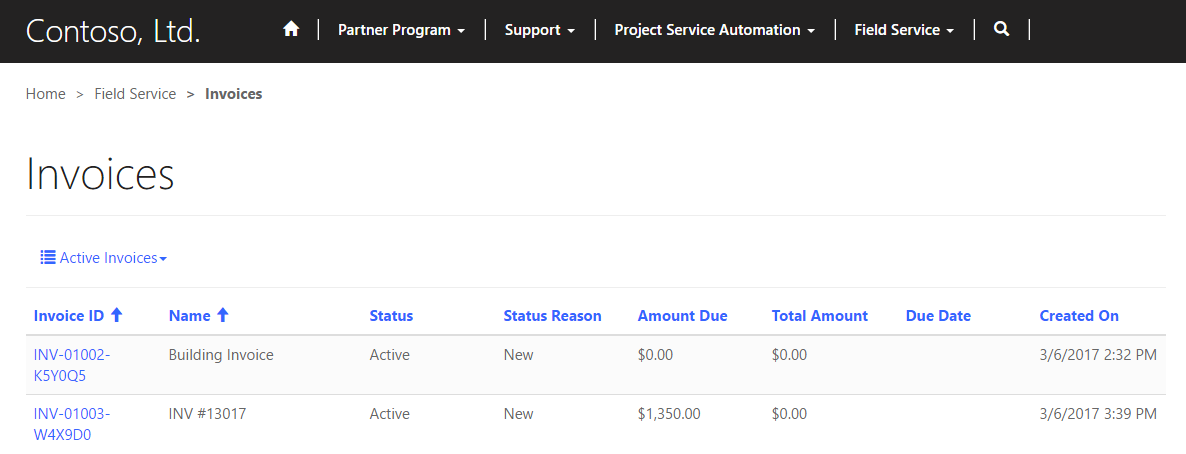 Contoso, Ltd. Partner Program Support Project Service Automation Field Service
Home > Field Service > Invoices
Invoices
Active Invoices
Invoice ID Name Status Status Reason Amount Due Total Amount Due Date Created On
INV-01002- Building Invoice Active New $0.00 $0.00 3/6/2017 2:32 PM
K5Y0Q5
INV-01003- INV #13017 Active New $1,350.00 $0.00 3/6/2017 3:39 PM
W4X9D0